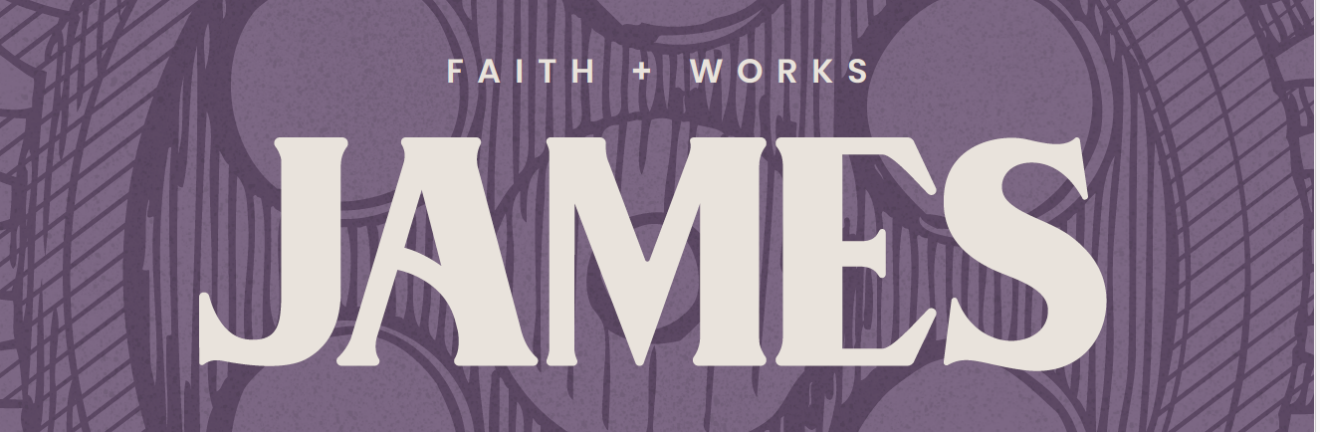 FAITH + WORKS
JAMES